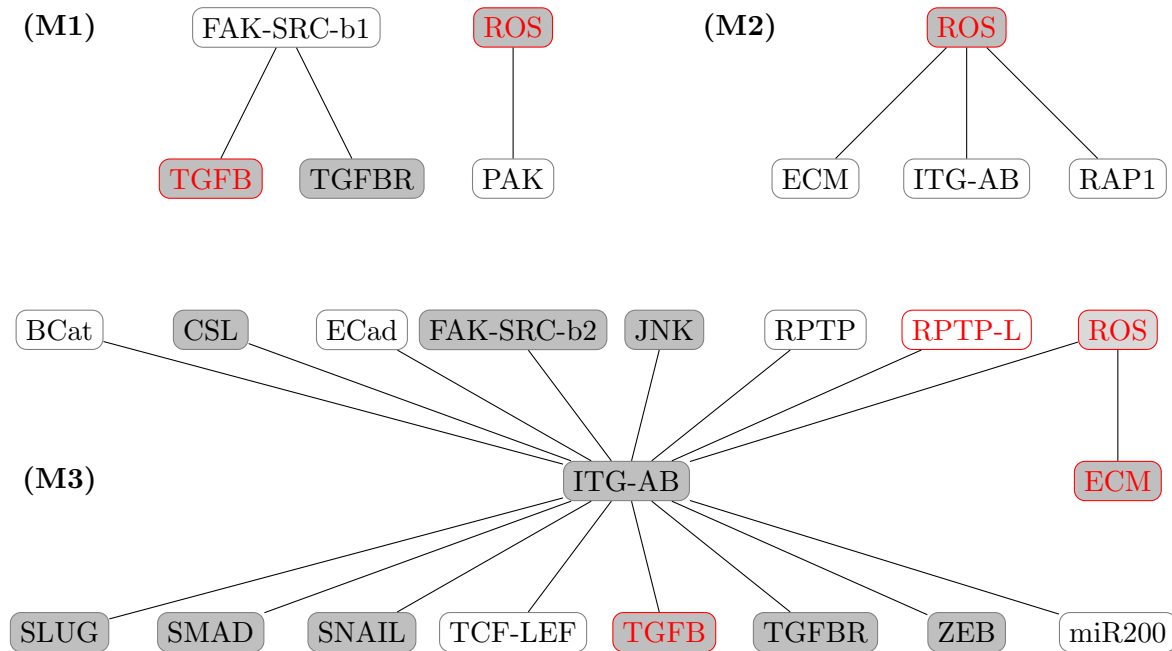 (M1) FAK-SRC-b1 ROS (M2) ROS
TGFB TGFBR PAK ECM ITG-AB RAP1
BCat CSL ECad FAK-SRC-b2 JNK RPTP RPTP-L ROS
(M3) ITG-AB ECM
SLUG SMAD SNAIL TCF-LEF TGFB TGFBR ZEB miR200